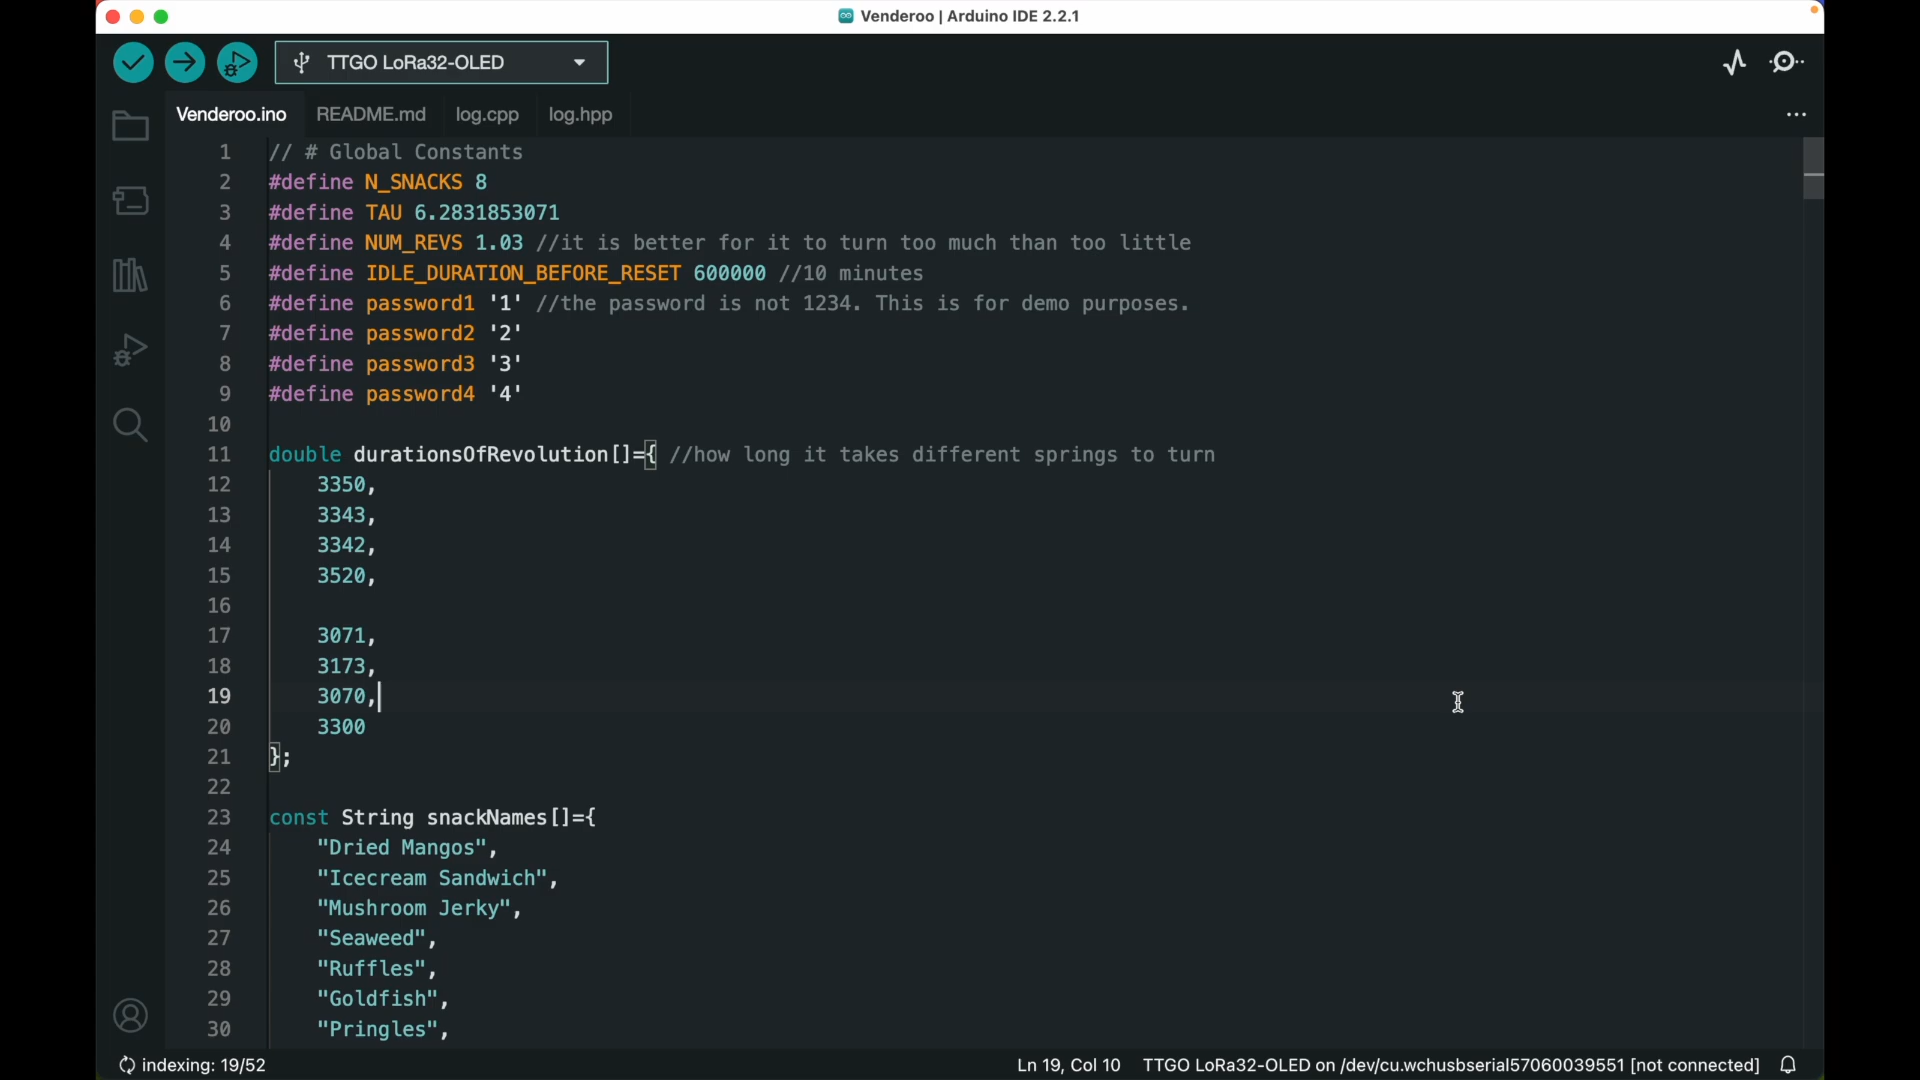 Venderoo | Arduino IDE 2.2.1
TTGO LoRa32-OLED
Venderoo.ino README.md log.cpp log.hpp
1 // # Global Constants
2 #define N_SNACKS 8
3 #define TAU 6.2831853071
4 #define NUM_REVS 1.03 //it is better for it to turn too much than too little
5 #define IDLE_DURATION_BEFORE_RESET 600000 //10 minutes
6 #define password1 '1' //the password is not 1234. This is for demo purposes.
7 #define password2 '2'
8 #define password3 '3'
9 #define password4 '4'
10
11 double durationsOfRevolution[]={ //how long it takes different springs to turn
12 3350,
13 3343,
14 3342,
15 3520,
16
17 3071,
18 3173,
19 3070,
20 3300
21 };
22
23 const String snackNames[]={
24 "Dried Mangos",
25 "Icecream Sandwich",
26 "Mushroom Jerky",
27 "Seaweed",
28 "Ruffles",
29 "Goldfish",
30 "Pringles",
indexing: 19/52 Ln 19, Col 10 TTGO LoRa32-OLED on /dev/cu.wchusbserial57060039551 [not connected]